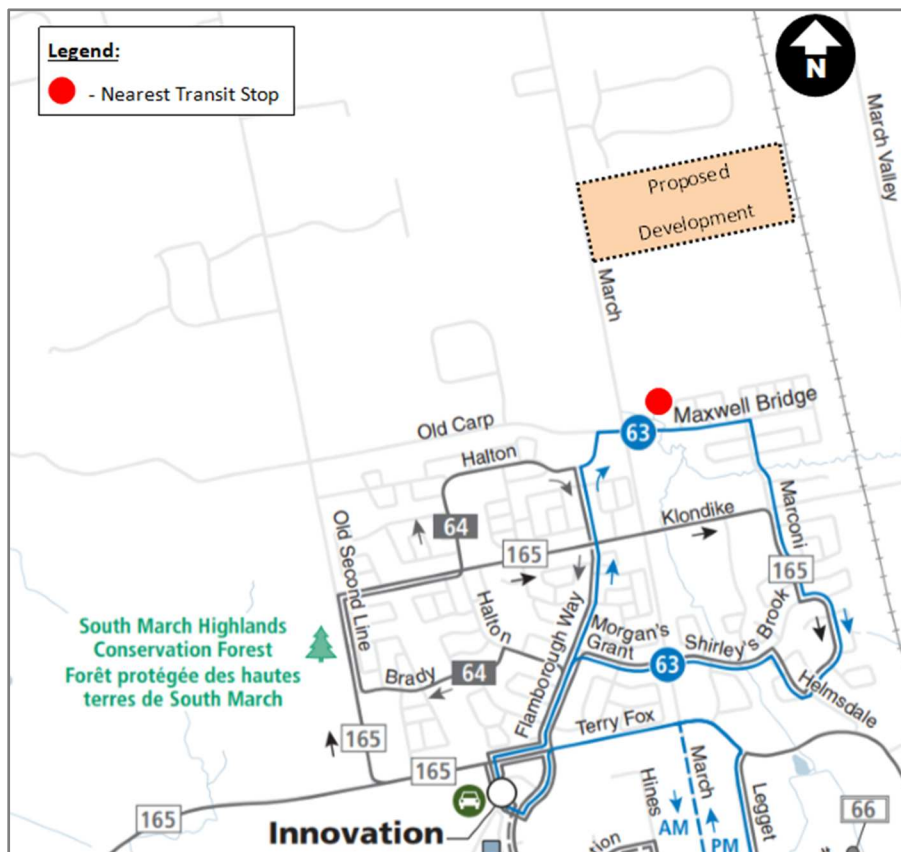 Legend:
- Nearest Transit Stop
N
March Valley
Proposed
Development
March
Maxwell Bridge
63
Old Carp
Halton
64
Klondike
165
Marconi
165
Old Second Line
Halton
Flamborough Way
Morgan's
Grant
Shirley's Brook
63
Helmsdale
South March Highlands
Conservation Forest
Forêt protégée des hautes
terres de South March
Brady
64
165
Terry Fox
165
165
March
Hines
Legget
AM
PM
66
Innovation